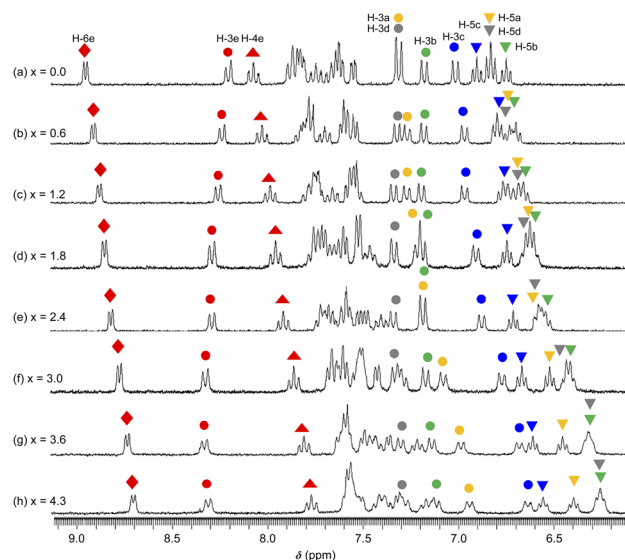 H-6e H-3e H-4e H-3a H-3d H-3b H-3c H-5c H-5a H-5d H-5b
(a) x = 0.0
(b) x = 0.6
(c) x = 1.2
(d) x = 1.8
(e) x = 2.4
(f) x = 3.0
(g) x = 3.6
(h) x = 4.3
9.0 8.5 8.0 7.5 7.0 6.5
δ (ppm)